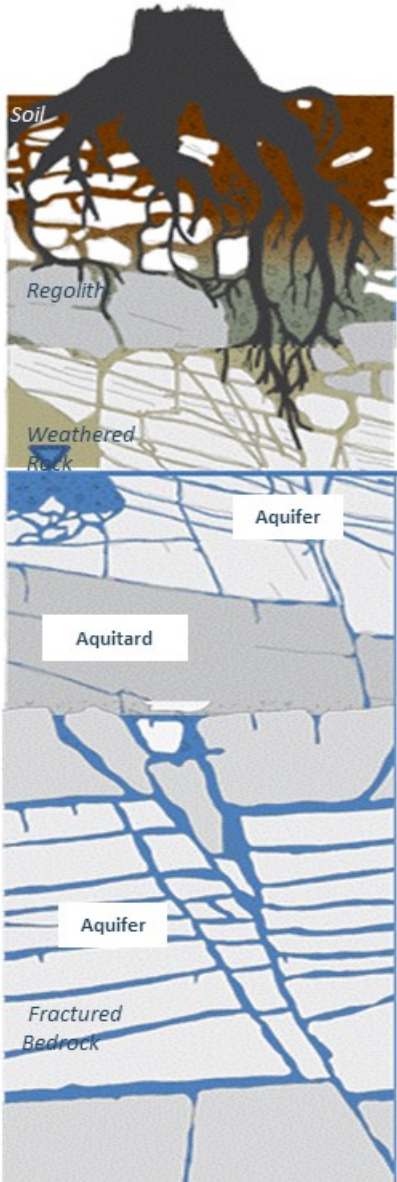 Soil
Regolith
Weathered
Rock
Aquifer
Aquitard
Aquifer
Fractured
Bedrock